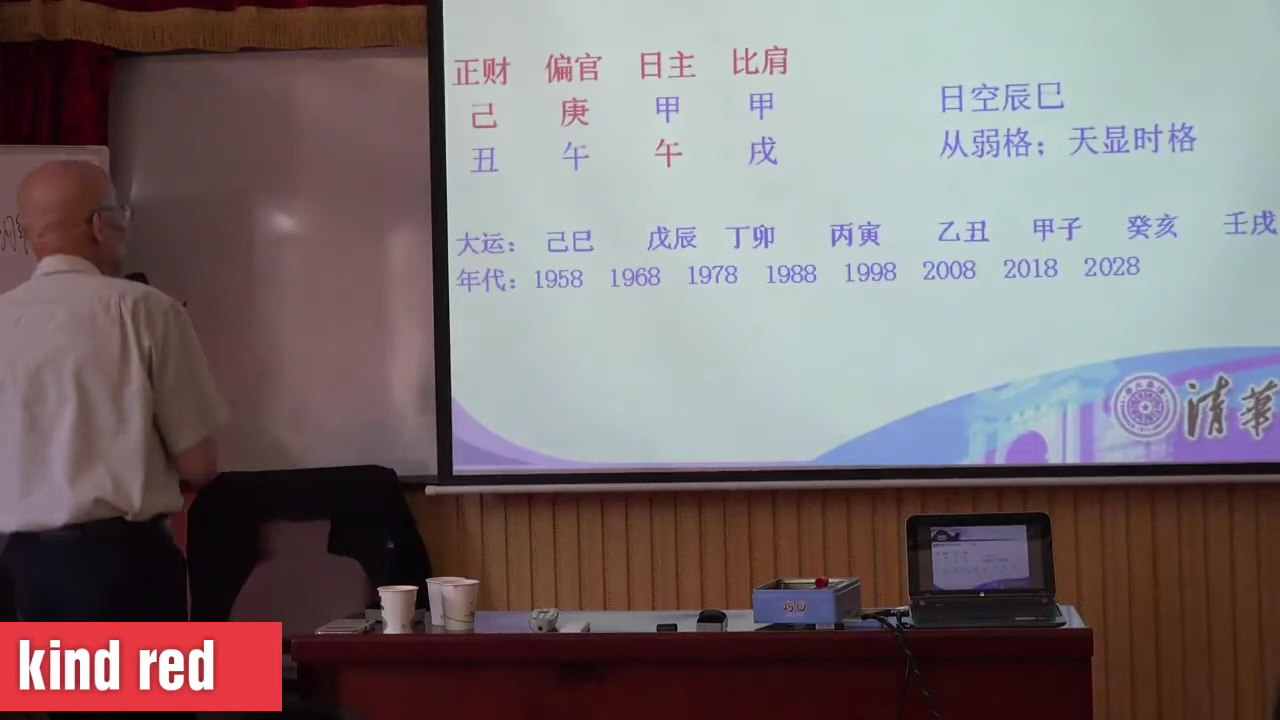 正财 偏官 日主 比肩
己 庚 甲 甲
丑 午 午 戌
日空辰巳
从弱格；天显时格
大运： 己巳 戊辰 丁卯 丙寅 乙丑 甲子 癸亥 壬戌
年代：1958 1968 1978 1988 1998 2008 2018 2028
清華
kind red